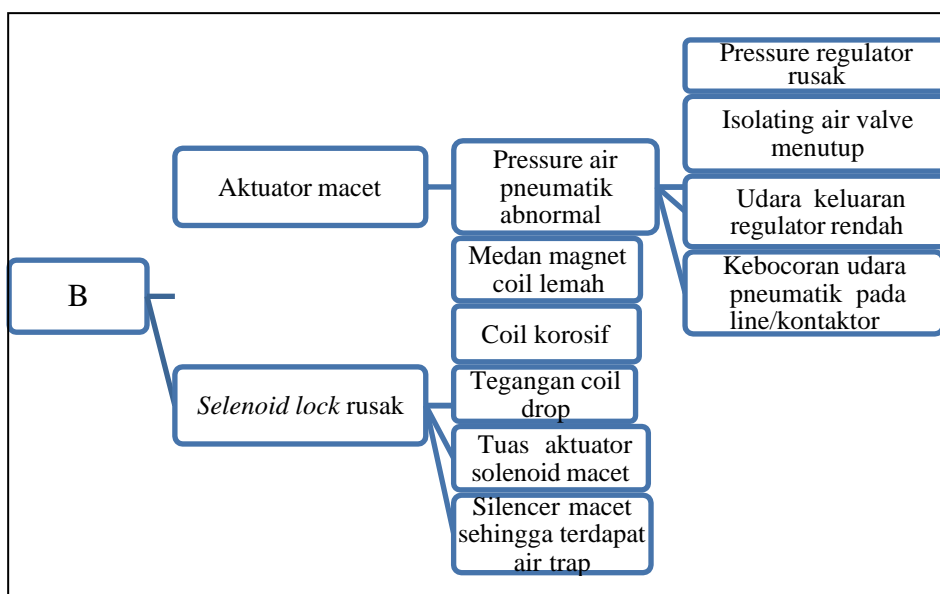 B
Aktuator macet
Selenoid lock rusak
Pressure air
pneumatik
abnormal
Medan magnet
coil lemah
Coil korosif
Tegangan coil
drop
Tuas aktuator
solenoid macet
Silencer macet
sehingga terdapat
air trap
Pressure regulator
rusak
Isolating air valve
menutup
Udara keluaran
regulator rendah
Kebocoran udara
pneumatik pada
line/kontaktor